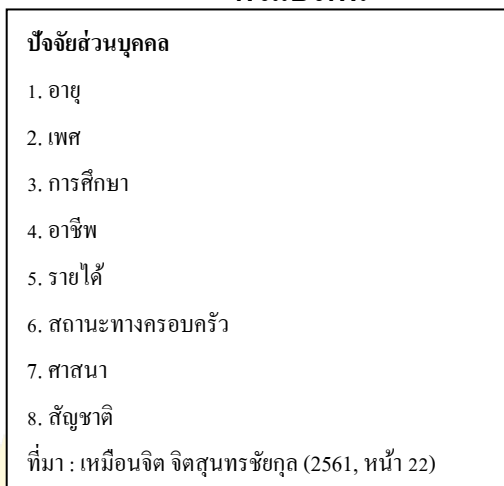 ปัจจัยส่วนบุคคล
1. อายุ
2. เพศ
3. การศึกษา
4. อาชีพ
5. รายได้
6. สถานะทางครอบครัว
7. ศาสนา
8. สัญชาติ
ที่มา : เหมือนจิต จิตสุนทรชัยกุล (2561, หน้า 22)